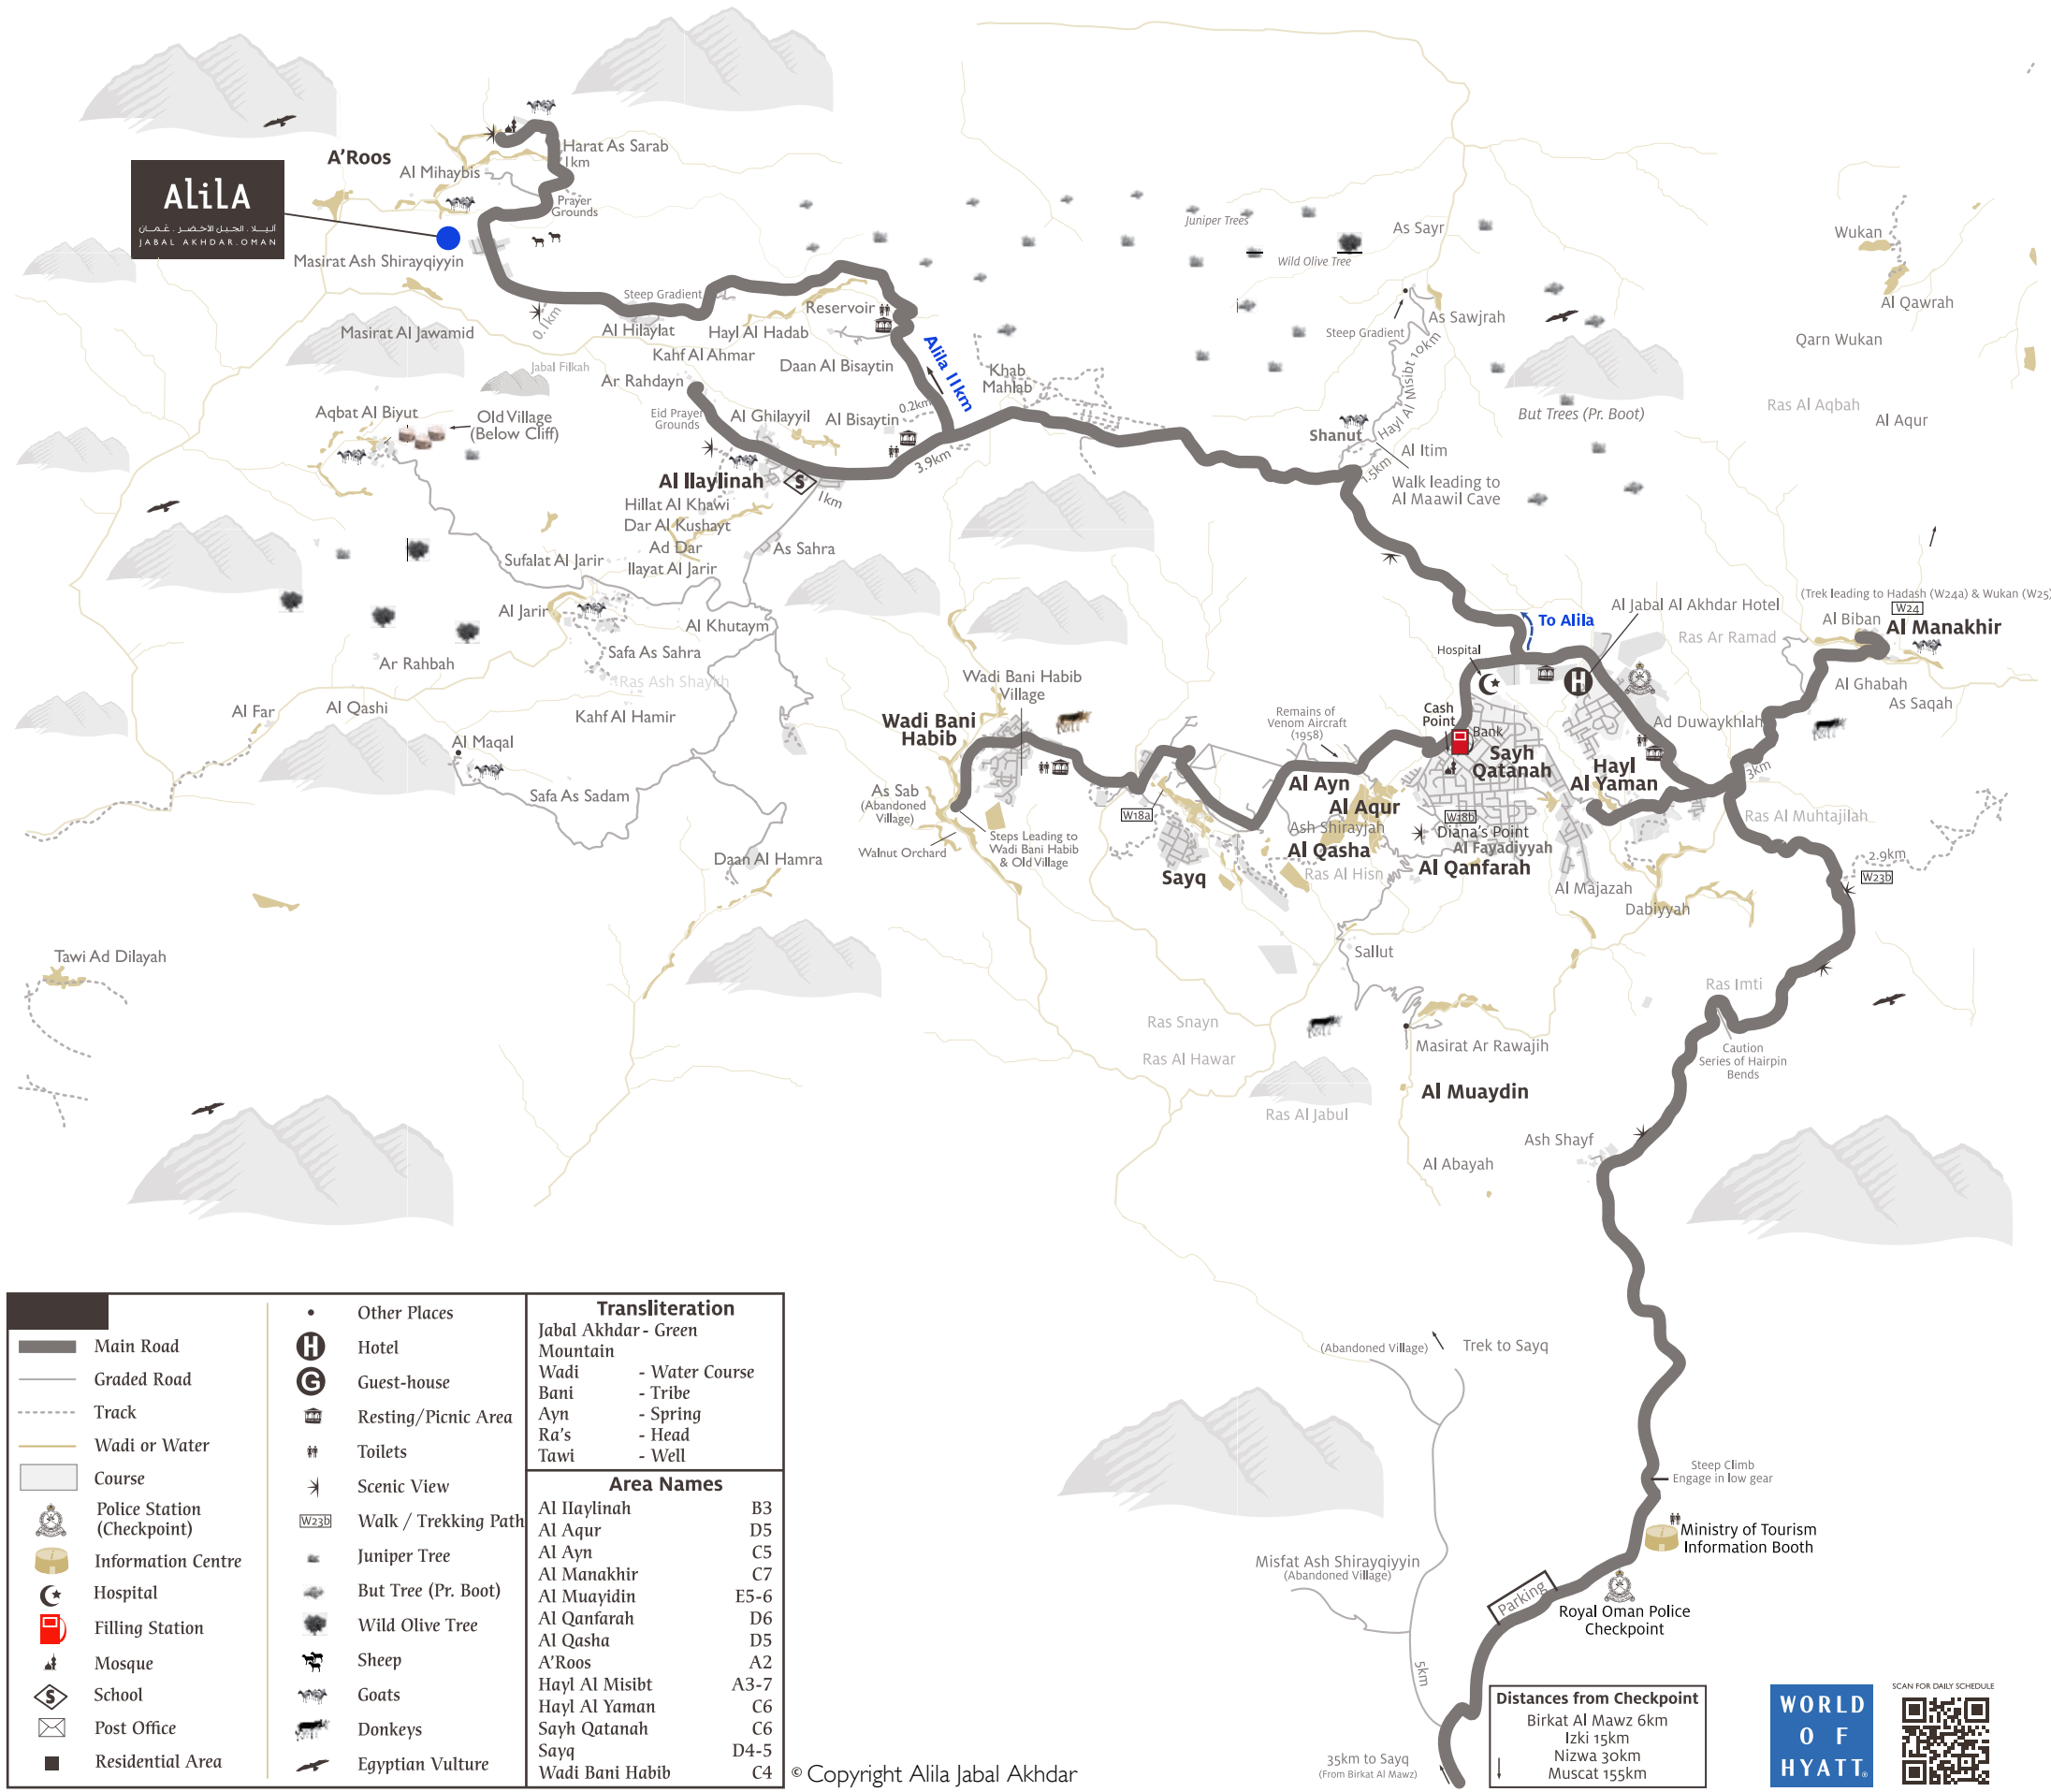 Harat As Sarab
1km
A'Roos
Al Mihaybis
Prayer
Grounds
ALiLA
أليـــلا . الجبـل الأخـضـر . عُـمــان
JABAL AKHDAR.OMAN
Masirat Ash Shirayqiyyin
Juniper Trees
As Sayr
Wild Olive Tree
Wukan
Steep Gradient
0.1km
Reservoir
Al Qawrah
Masirat Al Jawamid
Al Hilaylat
Hayl Al Hadab
As Sawjrah
Steep Gradient
Qarn Wukan
Kahf Al Ahmar
Daan Al Bisaytin
Alila 11km
Hayl Al Misibt 10km
Jabal Filkah
Ar Rahdayn
Khab
Mahlab
0.2km
Aqbat Al Biyut
Old Village
(Below Cliff)
Eid Prayer
Grounds
Al Ghilayyil
Al Bisaytin
But Trees (Pr. Boot)
Ras Al Aqbah
Al Aqur
Shanut
Al Itim
3.9km
1.5km
Al IIaylinah
S
1km
Walk leading to
Al Maawil Cave
Hillat Al Khawi
Dar Al Kushayt
Ad Dar
IIayat Al Jarir
As Sahra
Sufalat Al Jarir
Al Jarir
Al Khutaym
Safa As Sahra
Ar Rahbah
Ras Ash Shaykh
Kahf Al Hamir
Al Qashi
Al Far
Al Maqal
Safa As Sadam
Daan Al Hamra
(Trek leading to Hadash (W24a) & Wukan (W25)
W24
Al Jabal Al Akhdar Hotel
To Alila
Al Biban
Al Manakhir
Ras Ar Ramad
Hospital
H
Al Ghabah
As Saqah
Wadi Bani Habib
Village
Wadi Bani
Habib
Remains of
Venom Aircraft
(1958)
Cash
Point
Bank
Ad Duwaykhlah
Sayh
Qatanah
Hayl
Al Yaman
3km
Al Ayn
Al Aqur
As Sab
(Abandoned
Village)
W18a
W18b
Ras Al Muhtajilah
Ash Shirayjah
Diana's Point
Al Fayadiyyah
Steps Leading to
Wadi Bani Habib
& Old Village
Walnut Orchard
Al Qasha
Al Qanfarah
2.9km
W23b
Sayq
Ras Al Hisn
Al Majazah
Dabiyyah
Sallut
Tawi Ad Dilayah
Ras Imti
Ras Snayn
Ras Al Hawar
Masirat Ar Rawajih
Caution
Series of Hairpin
Bends
Al Muaydin
Ras Al Jabul
Ash Shayf
Al Abayah
(Abandoned Village)
Trek to Sayq
Steep Climb
Engage in low gear
Ministry of Tourism
Information Booth
Misfat Ash Shirayqiyyin
(Abandoned Village)
Parking
Royal Oman Police
Checkpoint
5km
35km to Sayq
(From Birkat Al Mawz)
Distances from Checkpoint
Birkat Al Mawz 6km
Izki 15km
Nizwa 30km
Muscat 155km
WORLD
OF
HYATT®
SCAN FOR DAILY SCHEDULE
Main Road
Graded Road
Track
Wadi or Water
Course
Police Station
(Checkpoint)
Information Centre
Hospital
Filling Station
Mosque
S School
Post Office
Residential Area
Other Places
H Hotel
G Guest-house
Resting/Picnic Area
Toilets
Scenic View
W23b Walk / Trekking Path
Juniper Tree
But Tree (Pr. Boot)
Wild Olive Tree
Sheep
Goats
Donkeys
Egyptian Vulture
Transliteration
Jabal Akhdar - Green
Mountain
Wadi - Water Course
Bani - Tribe
Ayn - Spring
Ra's - Head
Tawi - Well
Area Names
Al IIaylinah B3
Al Aqur D5
Al Ayn C5
Al Manakhir C7
Al Muayidin E5-6
Al Qanfarah D6
Al Qasha D5
A'Roos A2
Hayl Al Misibt A3-7
Hayl Al Yaman C6
Sayh Qatanah C6
Sayq D4-5
Wadi Bani Habib C4
© Copyright Alila Jabal Akhdar